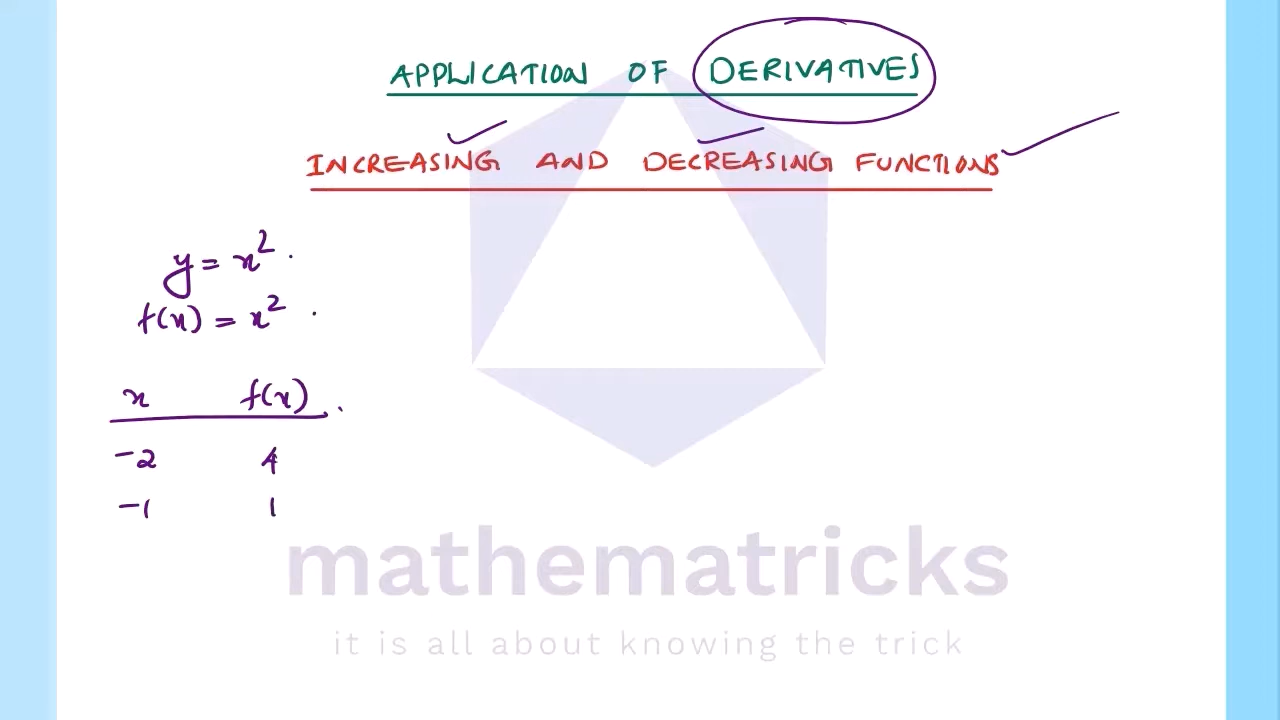 APPLICATION OF DERIVATIVES
INCREASING AND DECREASING FUNCTIONS
y = x²
f(x) = x²
x f(x)
-2 4
-1 1
mathematricks
it is all about knowing the trick